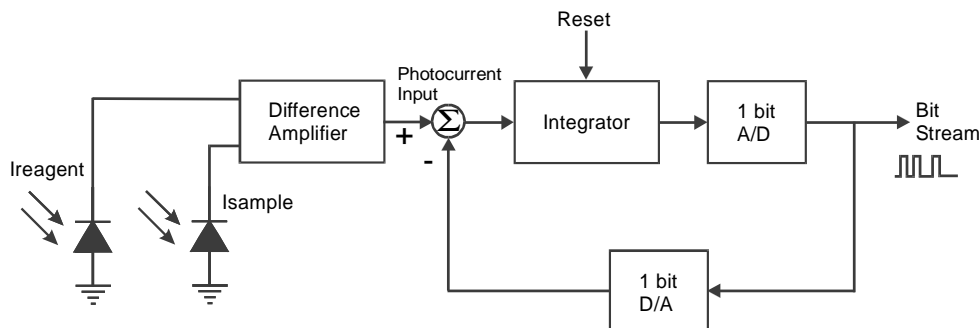 Reset
Photocurrent
Input
Difference
Amplifier
+
Σ
-
Integrator
1 bit
A/D
Bit
Stream
Ireagent
Isample
1 bit
D/A